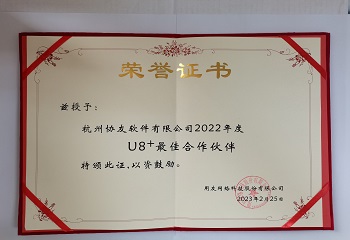 荣誉证书
兹授予：
杭州协友软件有限公司2022年度
U8+最佳合作伙伴
特颁此证，以资鼓励。
用友网络科技股份有限公司
2023年2月25日